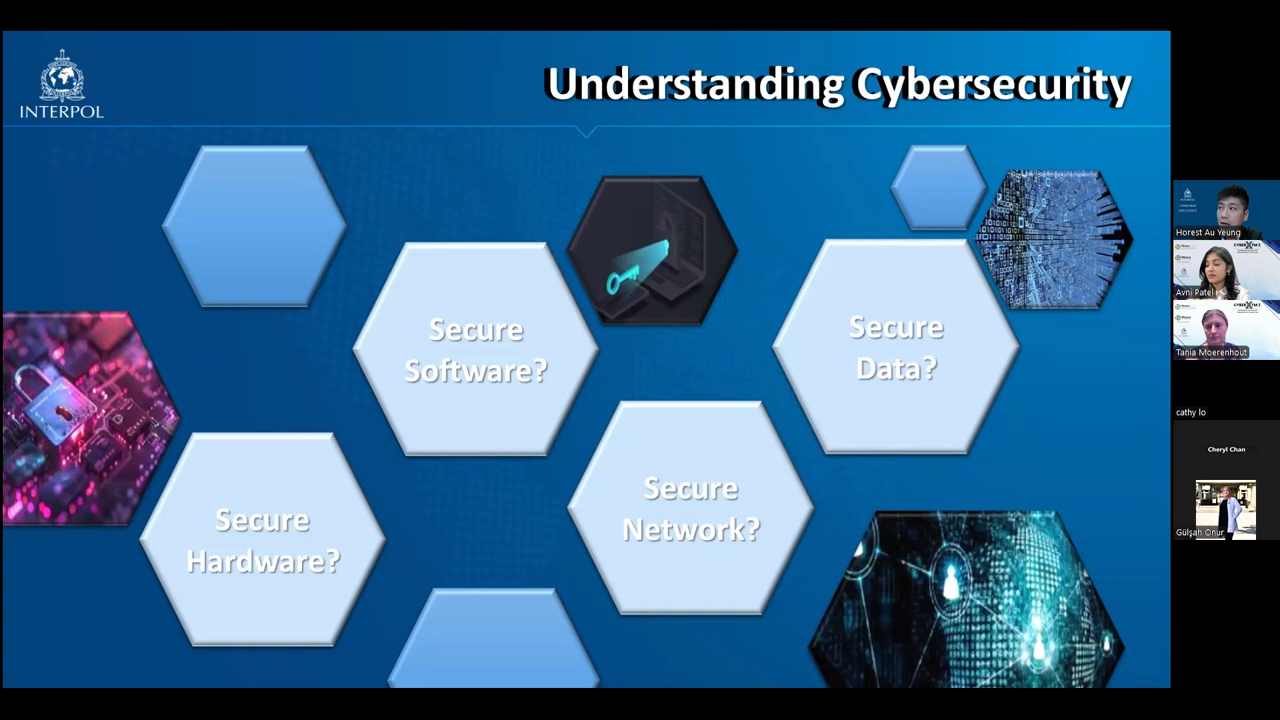 INTERPOL
Understanding Cybersecurity
Secure
Software?
Secure
Data?
Secure
Hardware?
Secure
Network?
Horest Au Yeung
Avni Patel
Tania Moerenhout
cathy lo
Cheryl Chan
Gülşah Onur